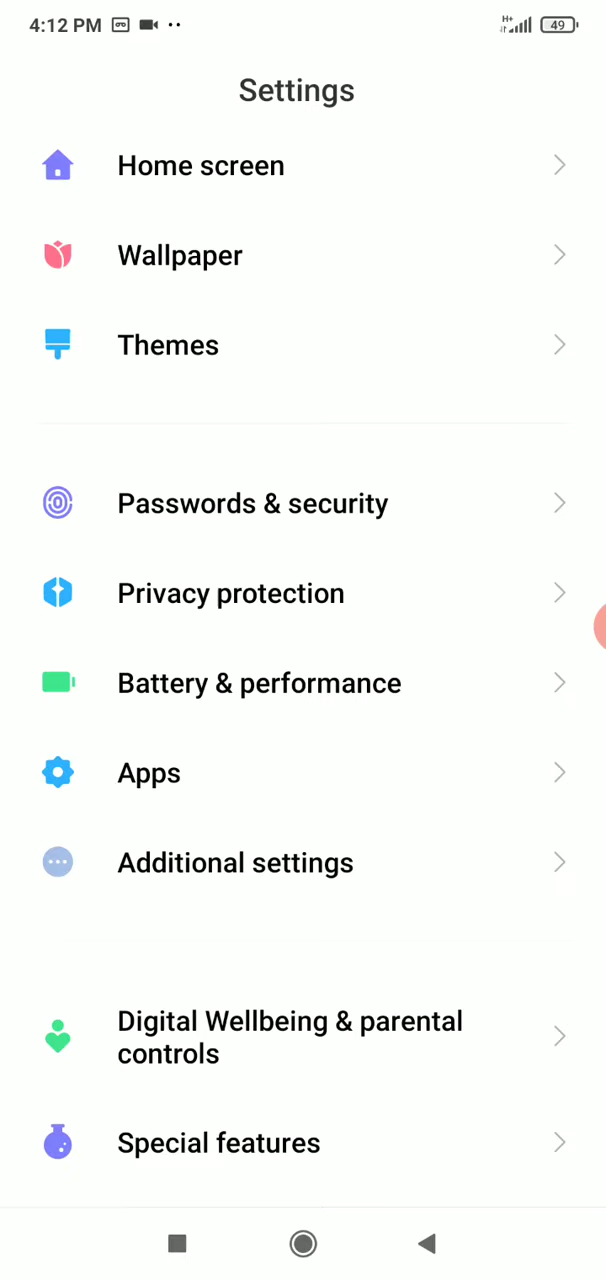 4:12 PM
H+
49
Settings
Home screen
Wallpaper
Themes
Passwords & security
Privacy protection
Battery & performance
Apps
Additional settings
Digital Wellbeing & parental
controls
Special features